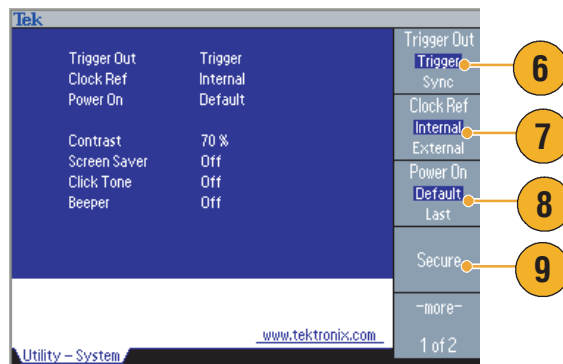 Tek
Trigger Out Trigger
Clock Ref Internal
Power On Default
Contrast 70 %
Screen Saver Off
Click Tone Off
Beeper Off
www.tektronix.com
Utility – System
Trigger Out
Trigger
Sync
Clock Ref
Internal
External
Power On
Default
Last
Secure
-more-
1 of 2
6
7
8
9